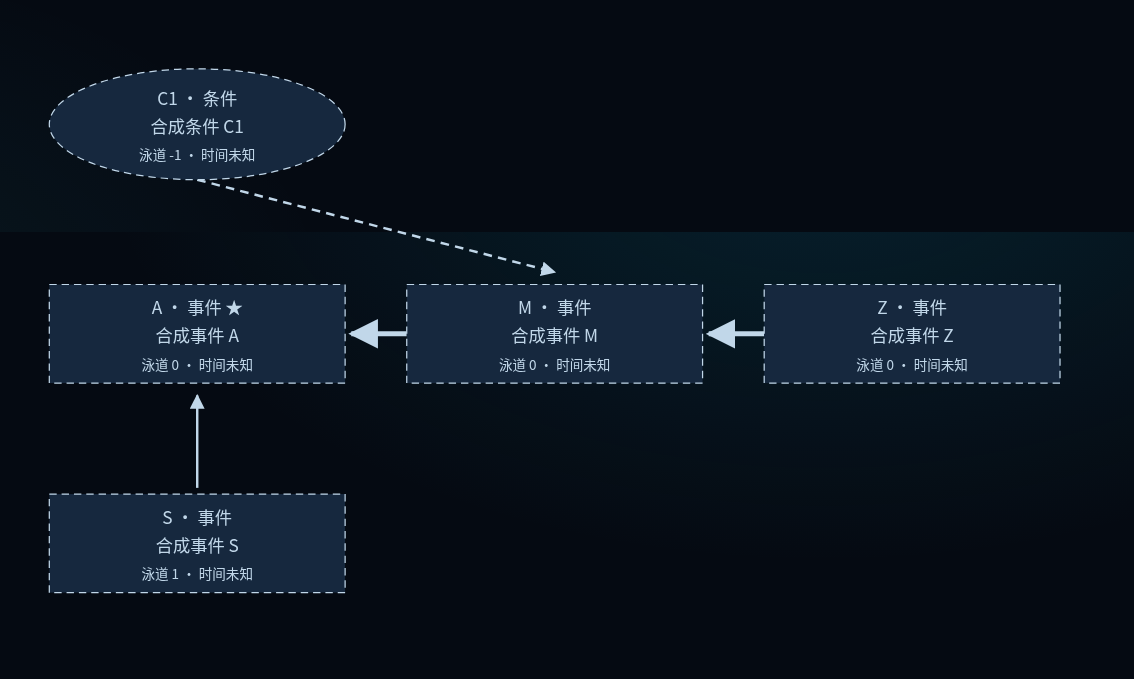 C1 • 条件
合成条件 C1
泳道 -1 • 时间未知
A • 事件 ★
合成事件 A
泳道 0 • 时间未知
M • 事件
合成事件 M
泳道 0 • 时间未知
Z • 事件
合成事件 Z
泳道 0 • 时间未知
S • 事件
合成事件 S
泳道 1 • 时间未知